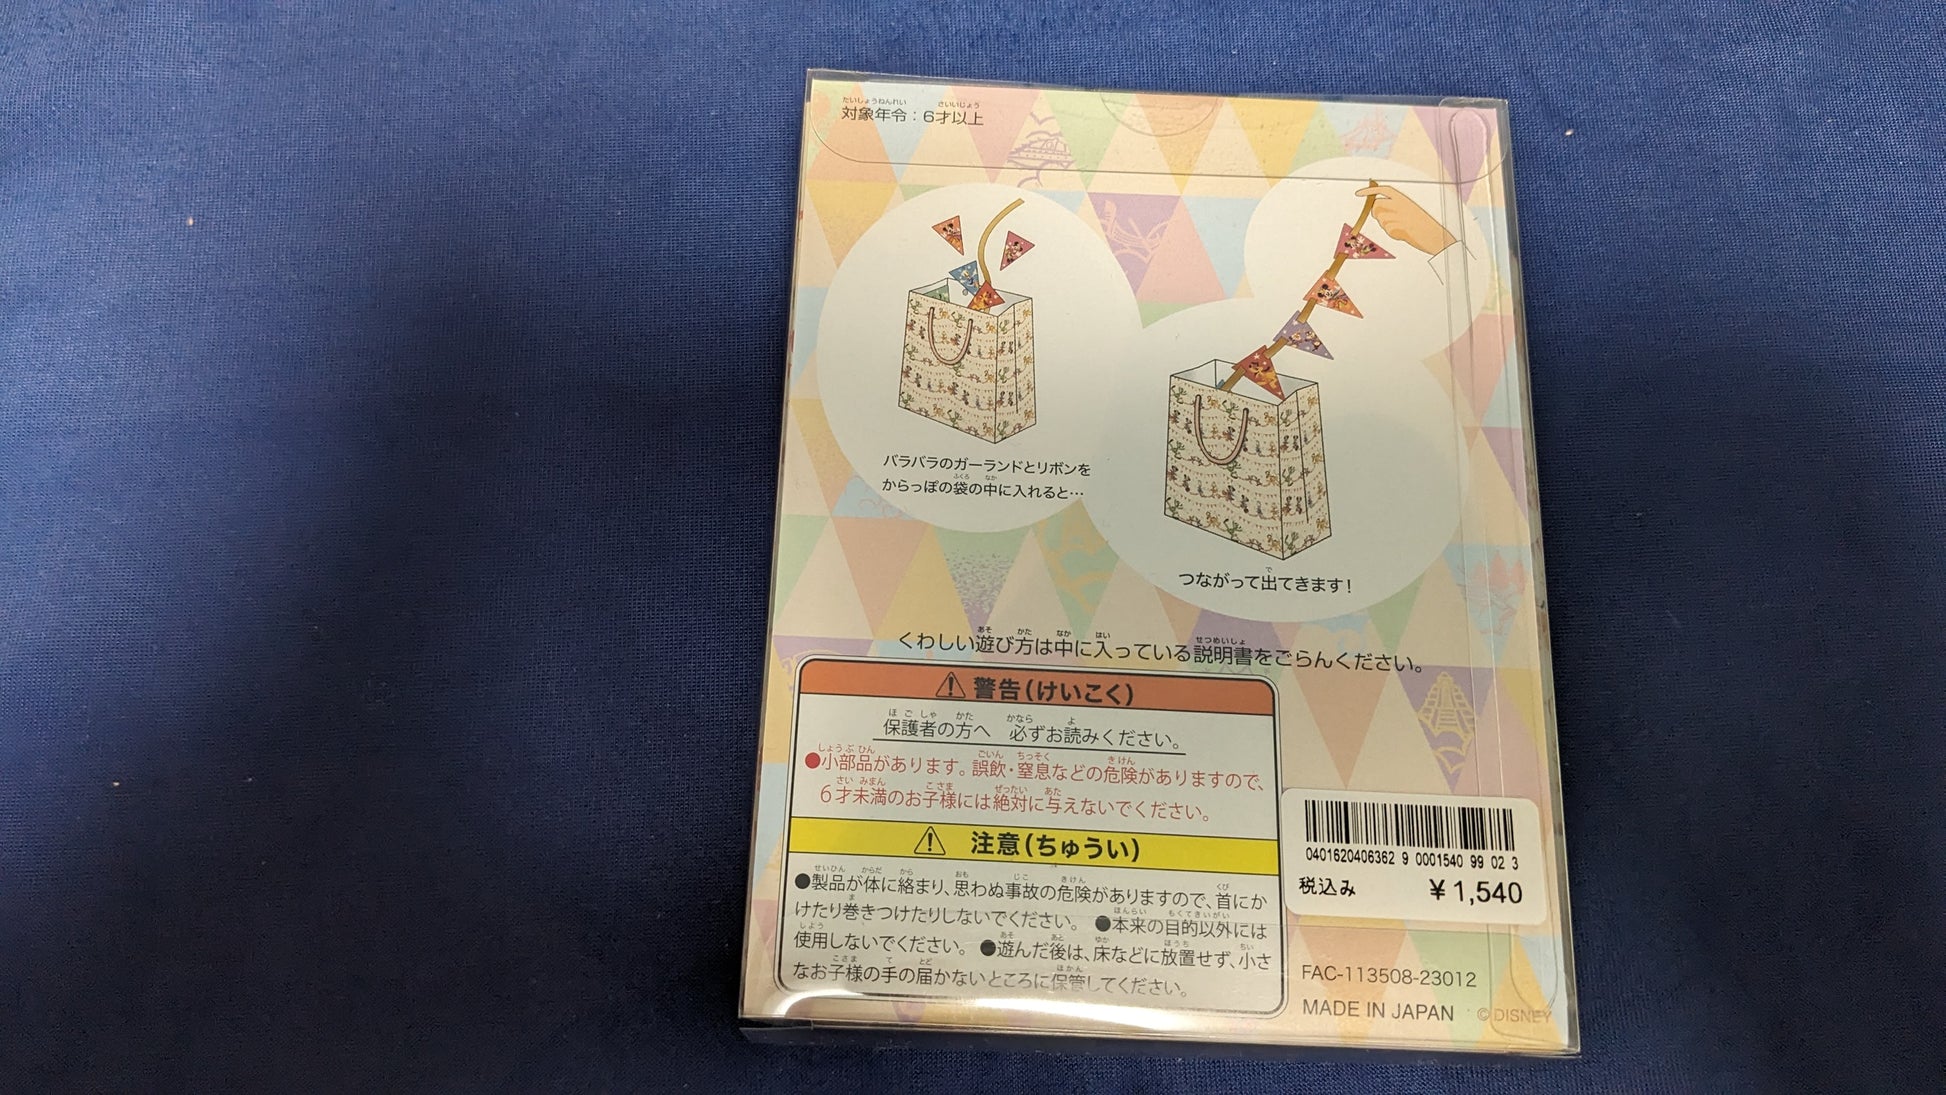 対象年令：6才以上
バラバラのガーランドとリボンを
からっぽの袋の中に入れると…
つながって出てきます！
くわしい遊び方は中に入っている説明書をごらんください。
警告(けいこく)
保護者の方へ　必ずお読みください。
●小部品があります。誤飲・窒息などの危険がありますので、
6才未満のお子様には絶対に与えないでください。
注意(ちゅうい)
●製品が体に絡まり、思わぬ事故の危険がありますので、首にか
けたり巻きつけたりしないでください。　●本来の目的以外には
使用しないでください。　●遊んだ後は、床などに放置せず、小さ
なお子様の手の届かないところに保管してください。
0401620406362 9 0001540 99 02 3
税込み　￥1,540
FAC-113508-23012
MADE IN JAPAN　© DISNEY